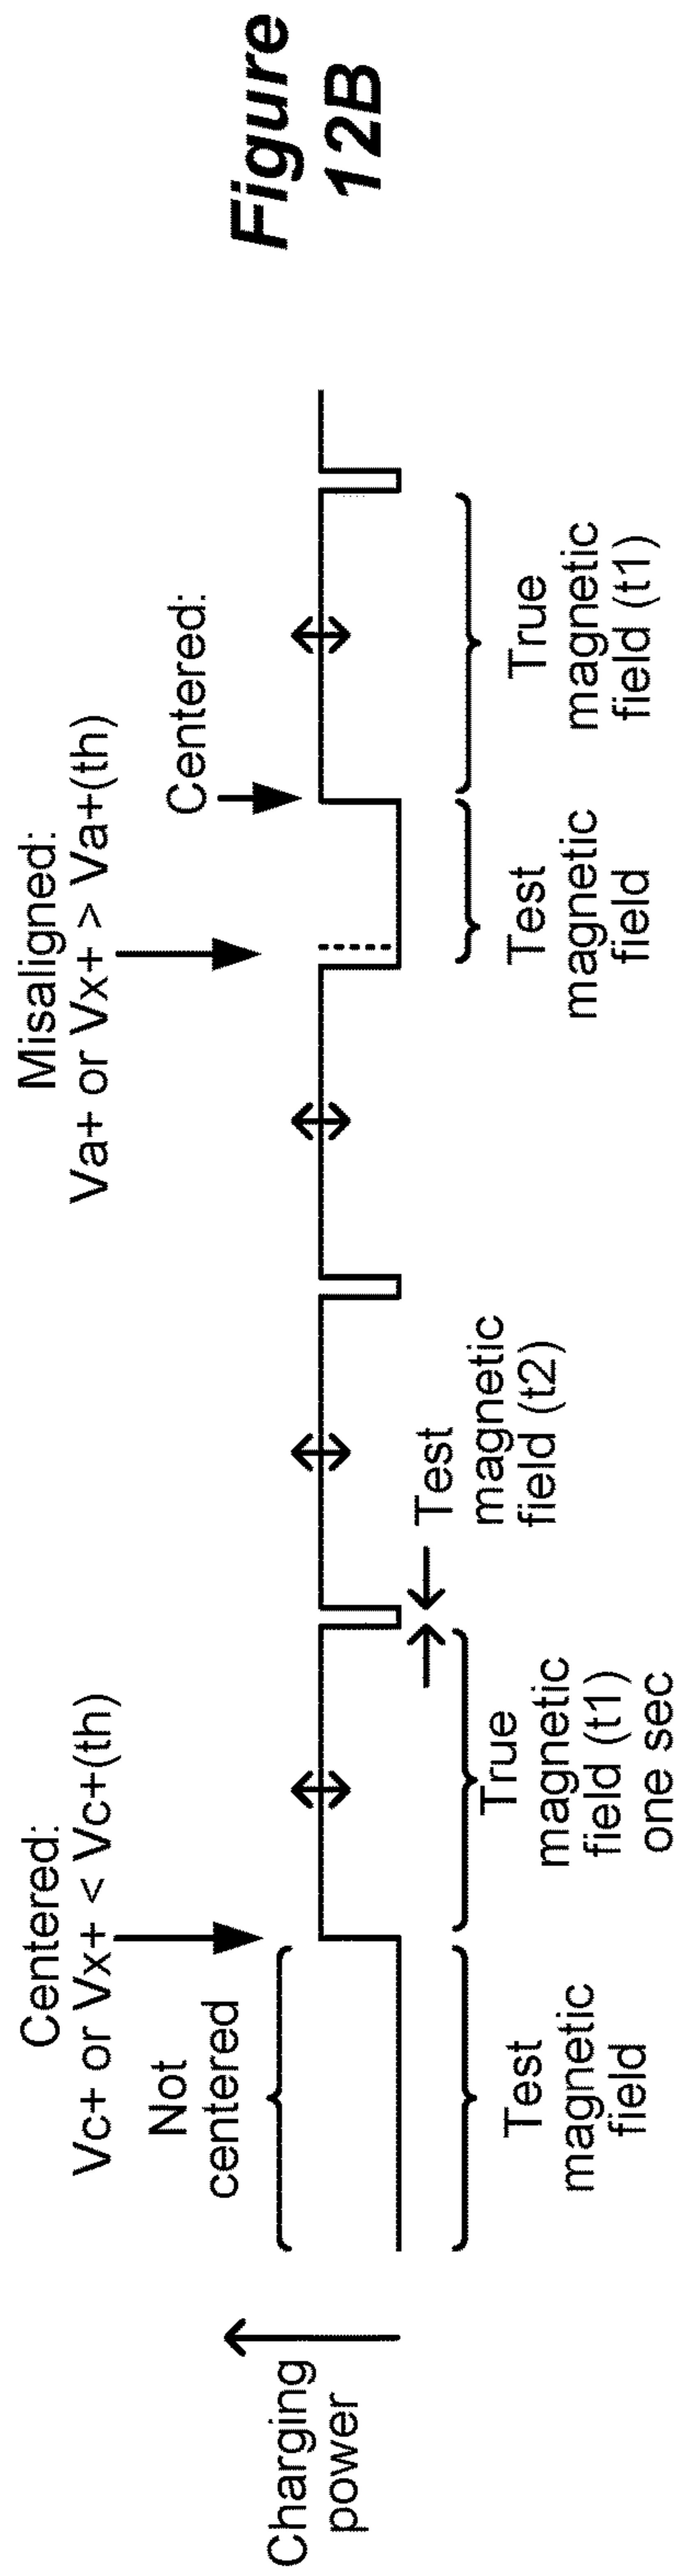 Figure
12B
Misaligned:
Va+ or Vx+ > Va+(th)
Centered:
Centered:
Vc+ or Vx+ < Vc+(th)
Not
centered
Charging
power
Test
magnetic
field
True
magnetic
field (t1)
one sec
Test
magnetic
field (t2)
Test
magnetic
field
True
magnetic
field (t1)